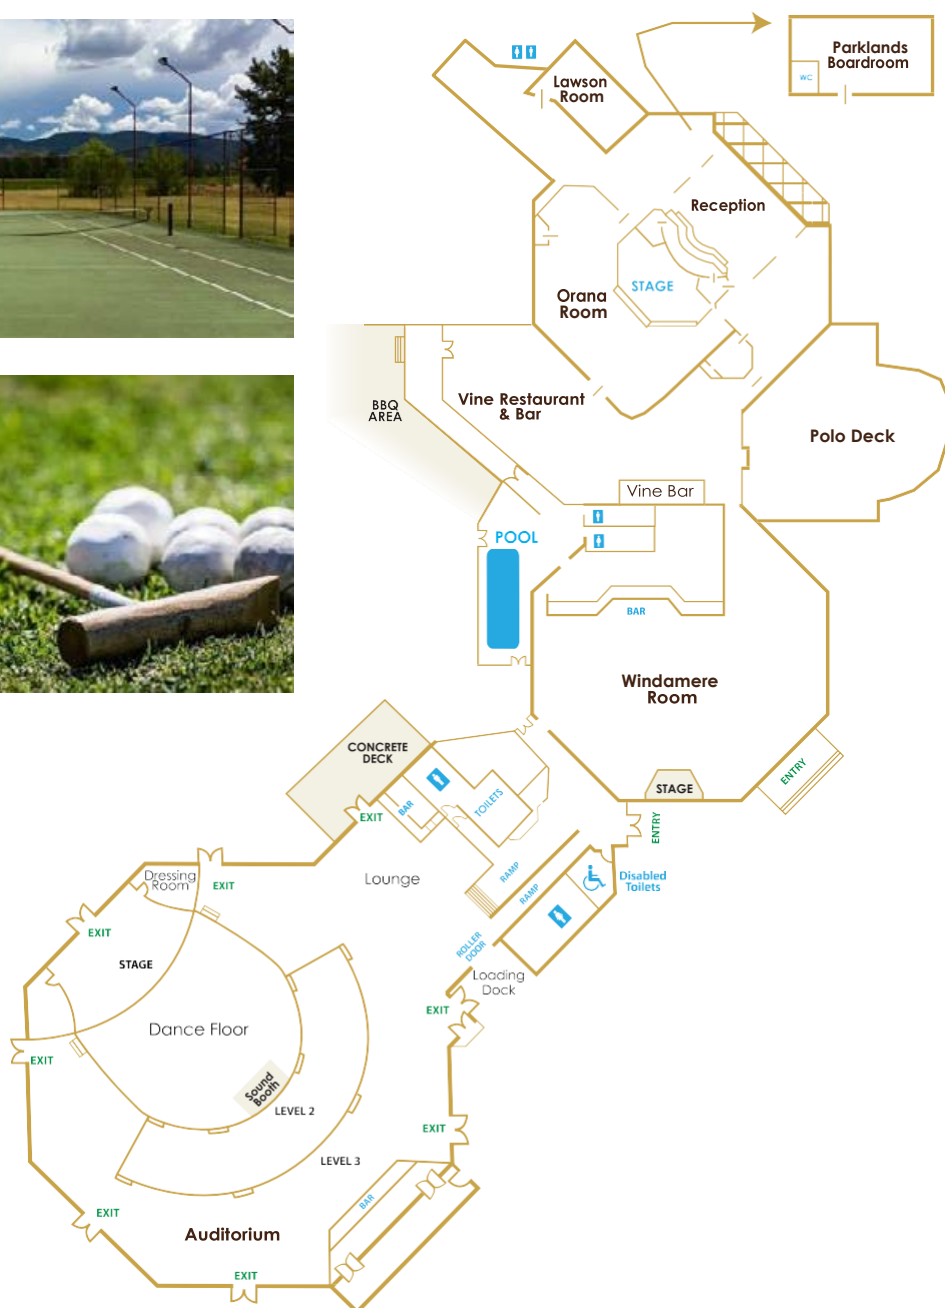 Parklands
Boardroom
WC
Lawson
Room
Reception
STAGE
Orana
Room
BBQ
AREA
Vine Restaurant
& Bar
Polo Deck
Vine Bar
POOL
BAR
Windamere
Room
STAGE
ENTRY
CONCRETE
DECK
BAR
TOILETS
EXIT
ENTRY
Lounge
RAMP
RAMP
Disabled
Toilets
Dressing
Room
EXIT
EXIT
ROLLER
DOOR
STAGE
Loading
Dock
EXIT
Dance Floor
EXIT
Sound
Booth
LEVEL 2
EXIT
LEVEL 3
BAR
EXIT
Auditorium
EXIT